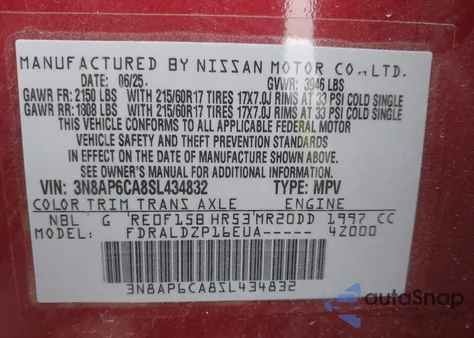 MANUFACTURED BY NISSAN MOTOR CO., LTD.
DATE 06/25 GVWR: 3946 LBS
GAWR FR: 2150 LBS WITH 215/60R17 TIRES 17X7.0J RIMS AT 33 PSI COLD SINGLE
GAWR RR: 1808 LBS WITH 215/60R17 TIRES 17X7.0J RIMS AT 33 PSI COLD SINGLE
THIS VEHICLE CONFORMS TO ALL APPLICABLE FEDERAL MOTOR
VEHICLE SAFETY AND THEFT PREVENTION STANDARDS
IN EFFECT ON THE DATE OF MANUFACTURE SHOWN ABOVE.
SEE OWNER'S MANUAL FOR ADDITIONAL INFORMATION.
VIN: 3N8AP6CA8SL434832 TYPE: MPV
COLOR TRIM TRANS AXLE ENGINE
NBL G RE0F15B HR53 MR20DD 1997 CC
MODEL: FDRALDZP16EUA----- 4Z000
3N8AP6CA8SL434832
autoSnap